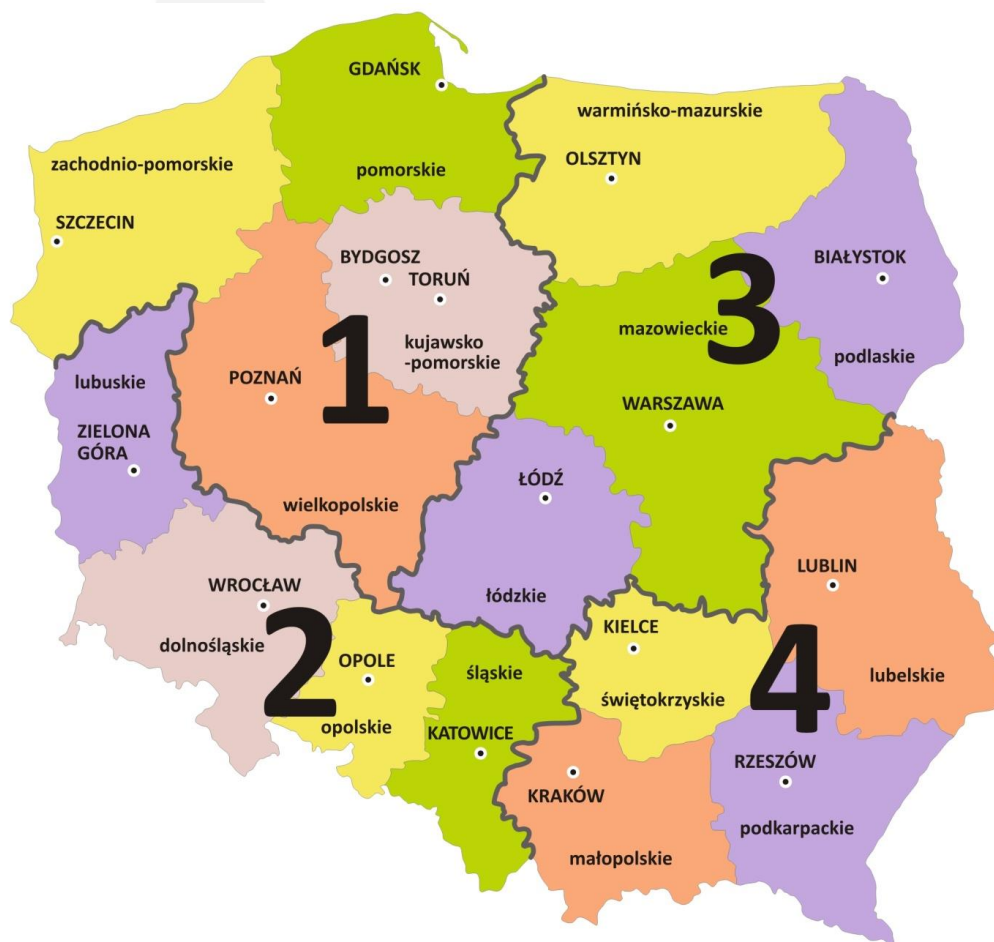 GDAŃSK
pomorskie
zachodnio-pomorskie
SZCZECIN
warmińsko-mazurskie
OLSZTYN
BIAŁYSTOK
podlaskie
3
mazowieckie
WARSZAWA
BYDGOSZ
TORUŃ
kujawsko
-pomorskie
1
POZNAŃ
wielkopolskie
lubuskie
ZIELONA
GÓRA
ŁÓDŹ
łódzkie
LUBLIN
lubelskie
WROCŁAW
dolnośląskie
2
OPOLE
opolskie
śląskie
KATOWICE
KIELCE
świętokrzyskie
4
RZESZÓW
podkarpackie
KRAKÓW
małopolskie